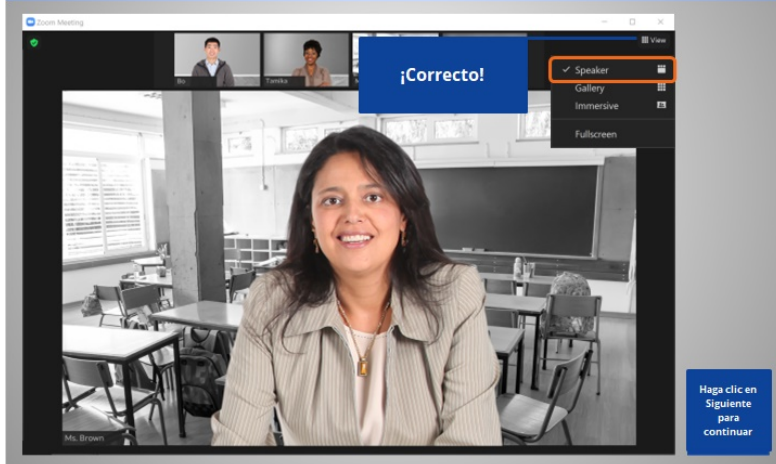 Zoom Meeting
View
Bo
Tamika
¡Correcto!
Speaker
Gallery
Immersive
Fullscreen
Ms. Brown
Haga clic en
Siguiente
para
continuar